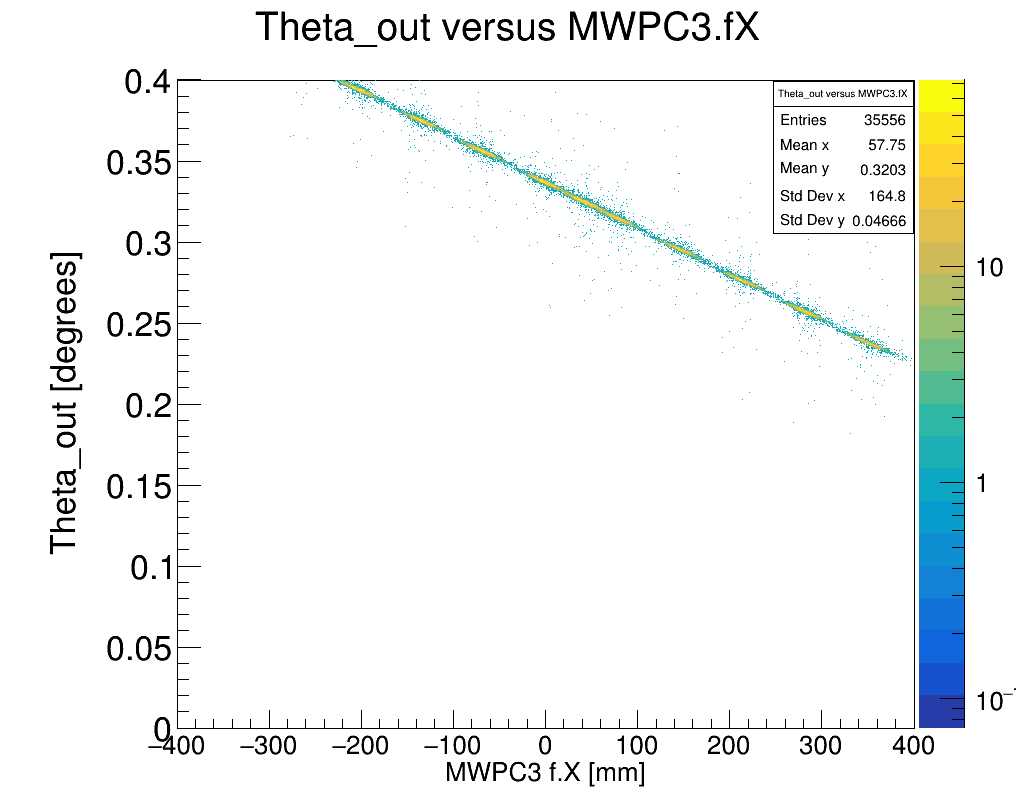 Theta_out versus MWPC3.fX
Theta_out [degrees]
0.4
0.35
0.3
0.25
0.2
0.15
0.1
0.05
0
−400 −300 −200 −100 0 100 200 300 400
MWPC3 f.X [mm]
Theta_out versus MWPC3.fX
Entries 35556
Mean x 57.75
Mean y 0.3203
Std Dev x 164.8
Std Dev y 0.04666
10
1
10